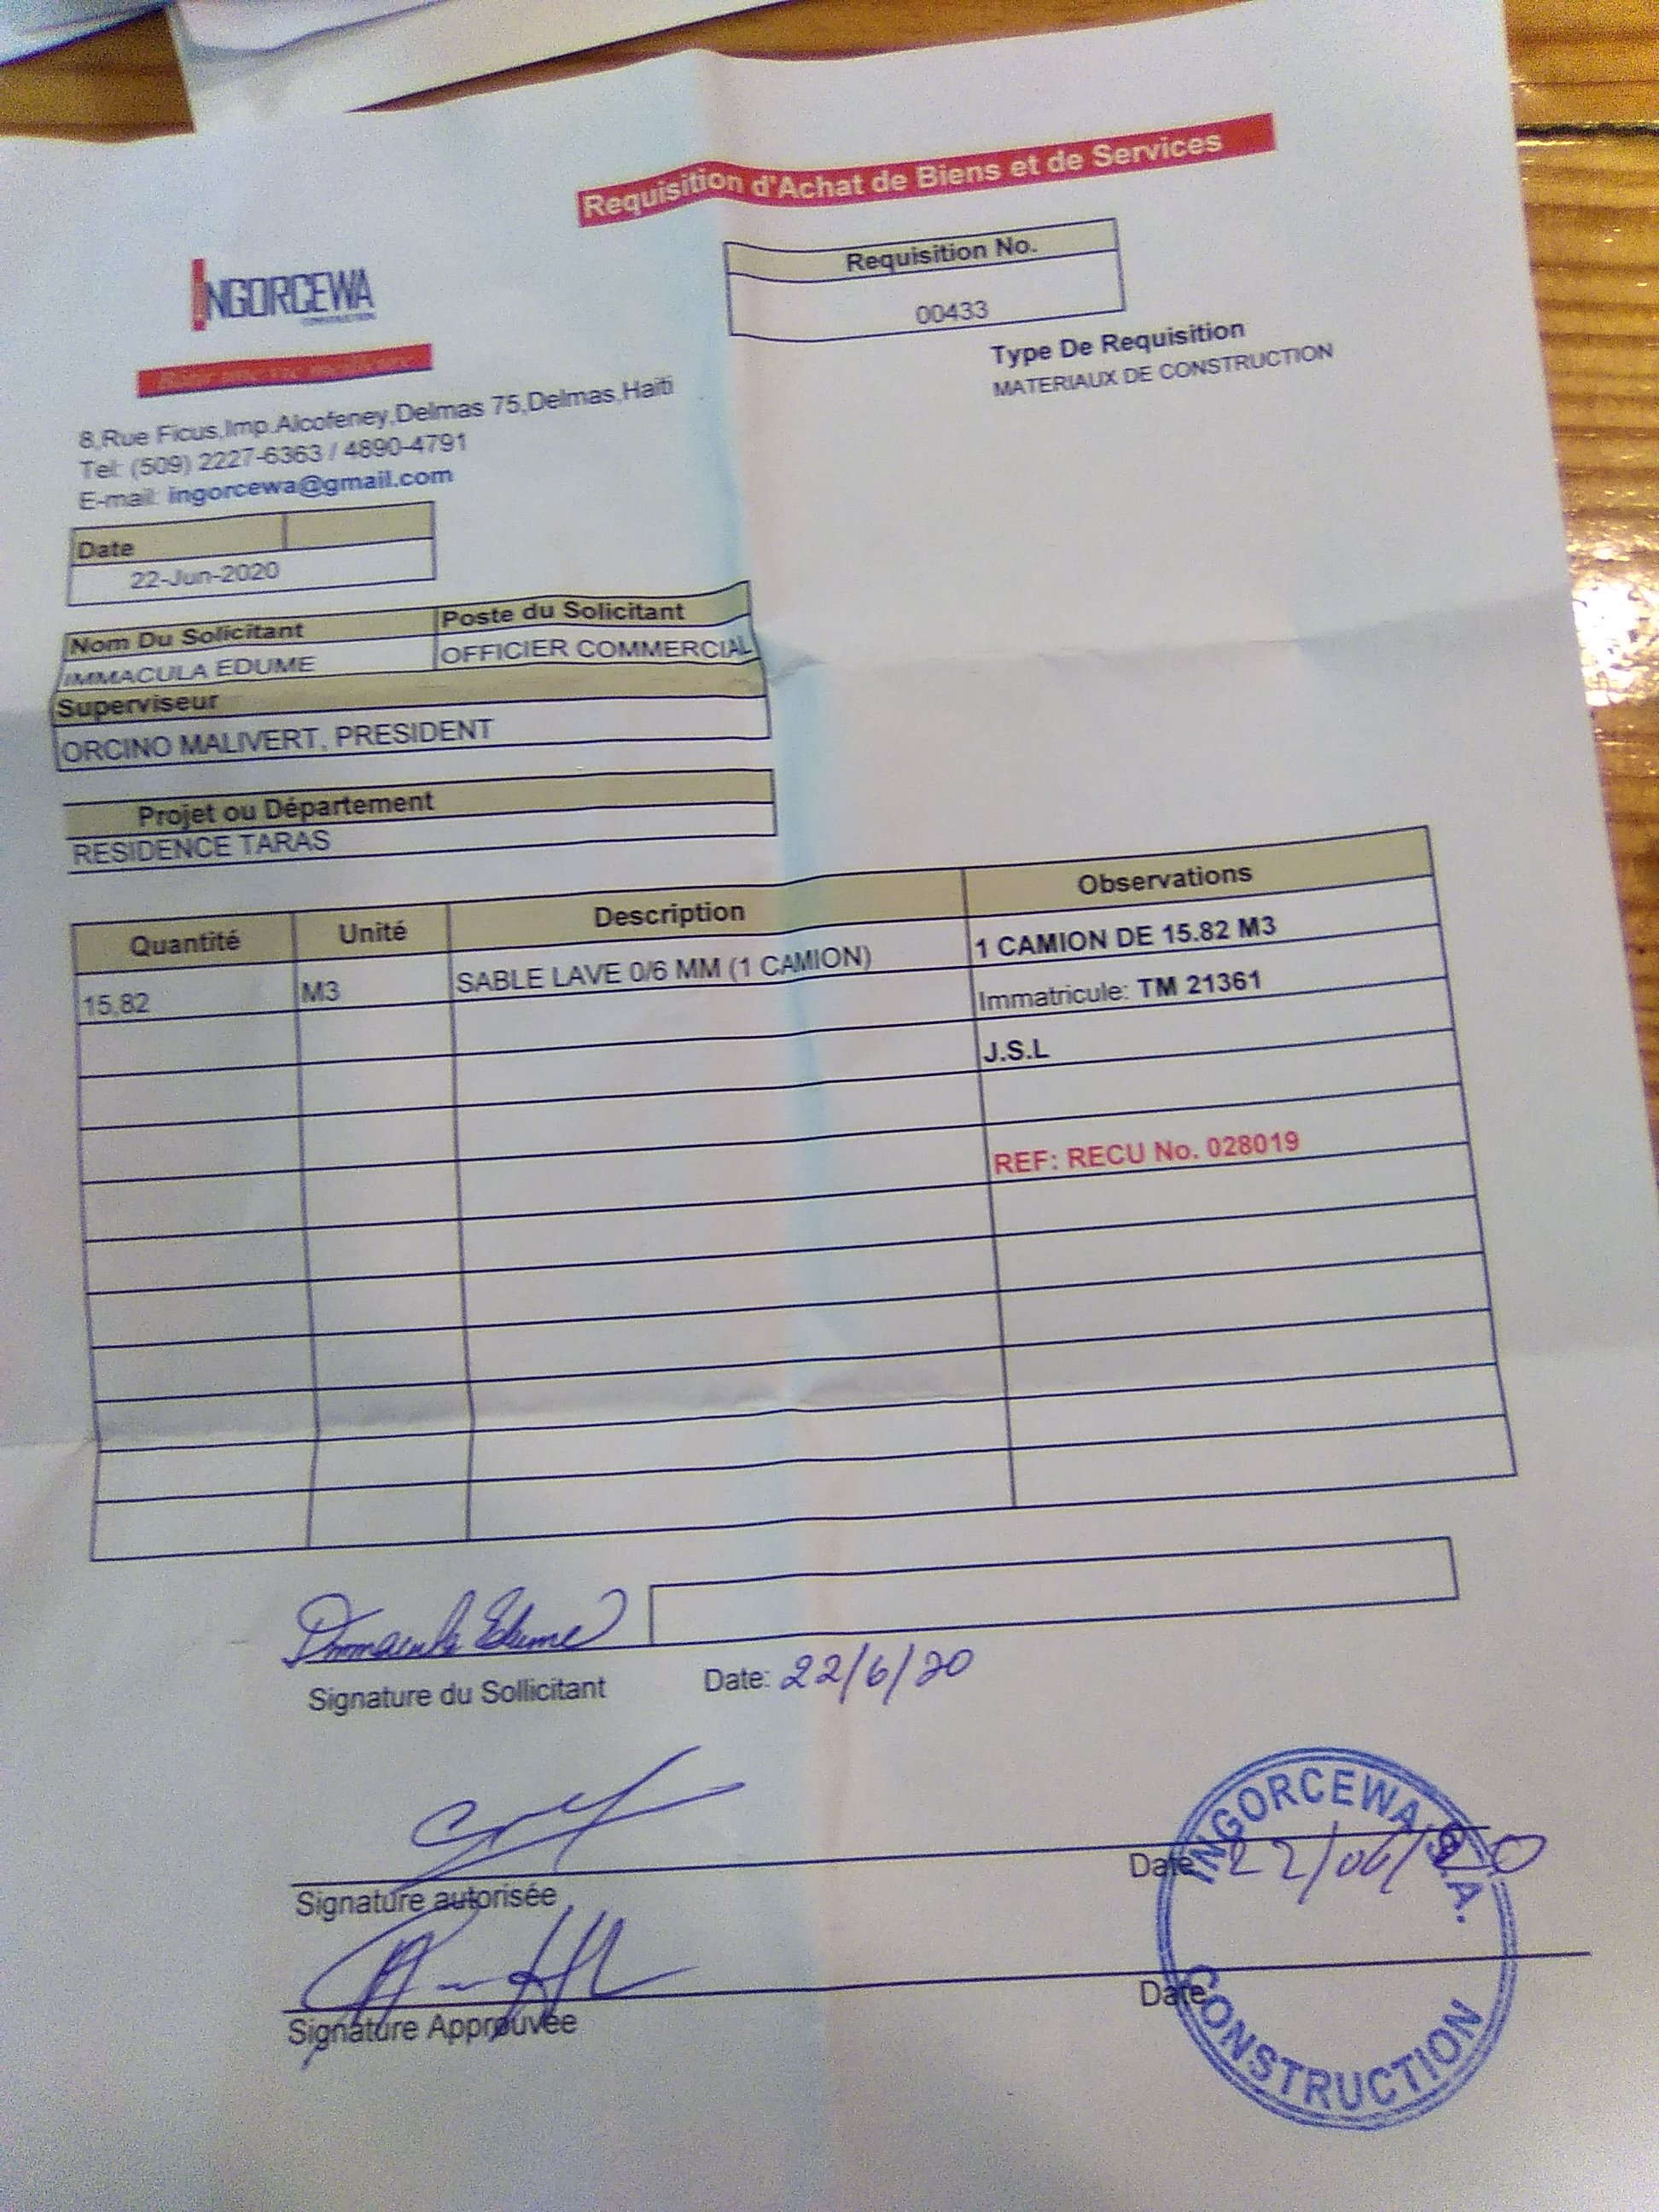 Requisition d'Achat de Biens et de Services
INGORCEWA
CONSTRUCTION
Requisition No.
00433
Type De Requisition
MATERIAUX DE CONSTRUCTION
8,Rue Ficus,Imp.Alcofeney,Delmas 75,Delmas,Haiti
Tel: (509) 2227-6363 / 4890-4791
E-mail: ingorcewa@gmail.com
Date
22-Jun-2020
Nom Du Solicitant Poste du Solicitant
IMMACULA EDUME OFFICIER COMMERCIAL
Superviseur
ORCINO MALIVERT, PRESIDENT
Projet ou Département
RESIDENCE TARAS
Quantité Unité Description Observations
15.82 M3 SABLE LAVE 0/6 MM (1 CAMION) 1 CAMION DE 15.82 M3
Immatricule: TM 21361
J.S.L
REF: RECU No. 028019
Immacula Edume
Signature du Sollicitant Date: 22/6/20
Signature autorisée Date 22/06/20
Signature Approuvée Date
INGORCEWA S.A.
CONSTRUCTION